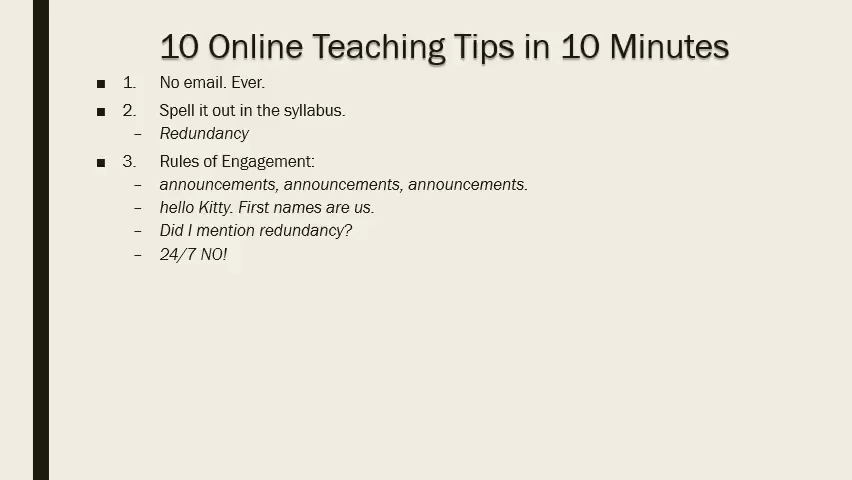 10 Online Teaching Tips in 10 Minutes
■ 1. No email. Ever.
■ 2. Spell it out in the syllabus.
– Redundancy
■ 3. Rules of Engagement:
– announcements, announcements, announcements.
– hello Kitty. First names are us.
– Did I mention redundancy?
– 24/7 NO!